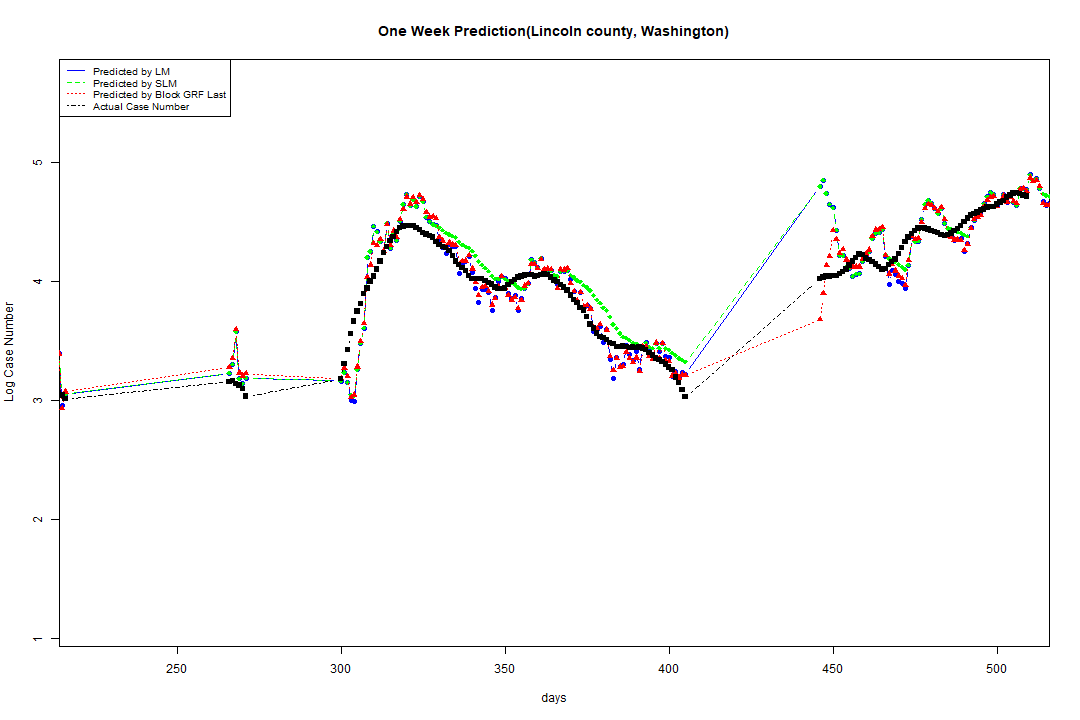 One Week Prediction(Lincoln county, Washington)
Predicted by LM
Predicted by SLM
Predicted by Block GRF Last
Actual Case Number
5
4
3
2
1
Log Case Number
250 300 350 400 450 500
days